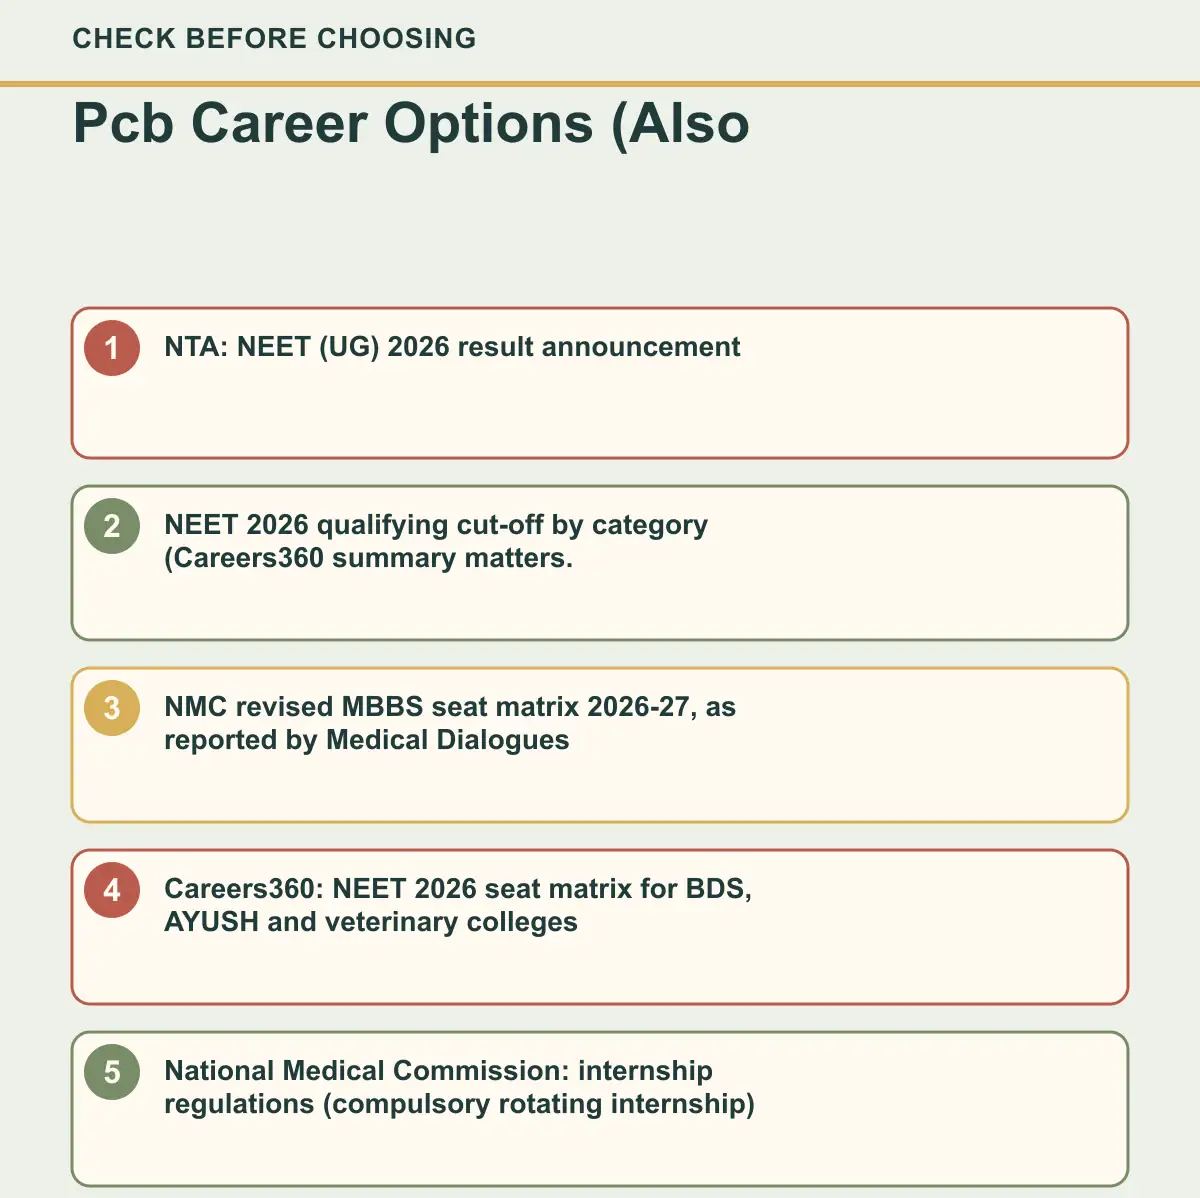 CHECK BEFORE CHOOSING
Pcb Career Options (Also
1
NTA: NEET (UG) 2026 result announcement
2
NEET 2026 qualifying cut-off by category
(Careers360 summary matters.
3
NMC revised MBBS seat matrix 2026-27, as
reported by Medical Dialogues
4
Careers360: NEET 2026 seat matrix for BDS,
AYUSH and veterinary colleges
5
National Medical Commission: internship
regulations (compulsory rotating internship)